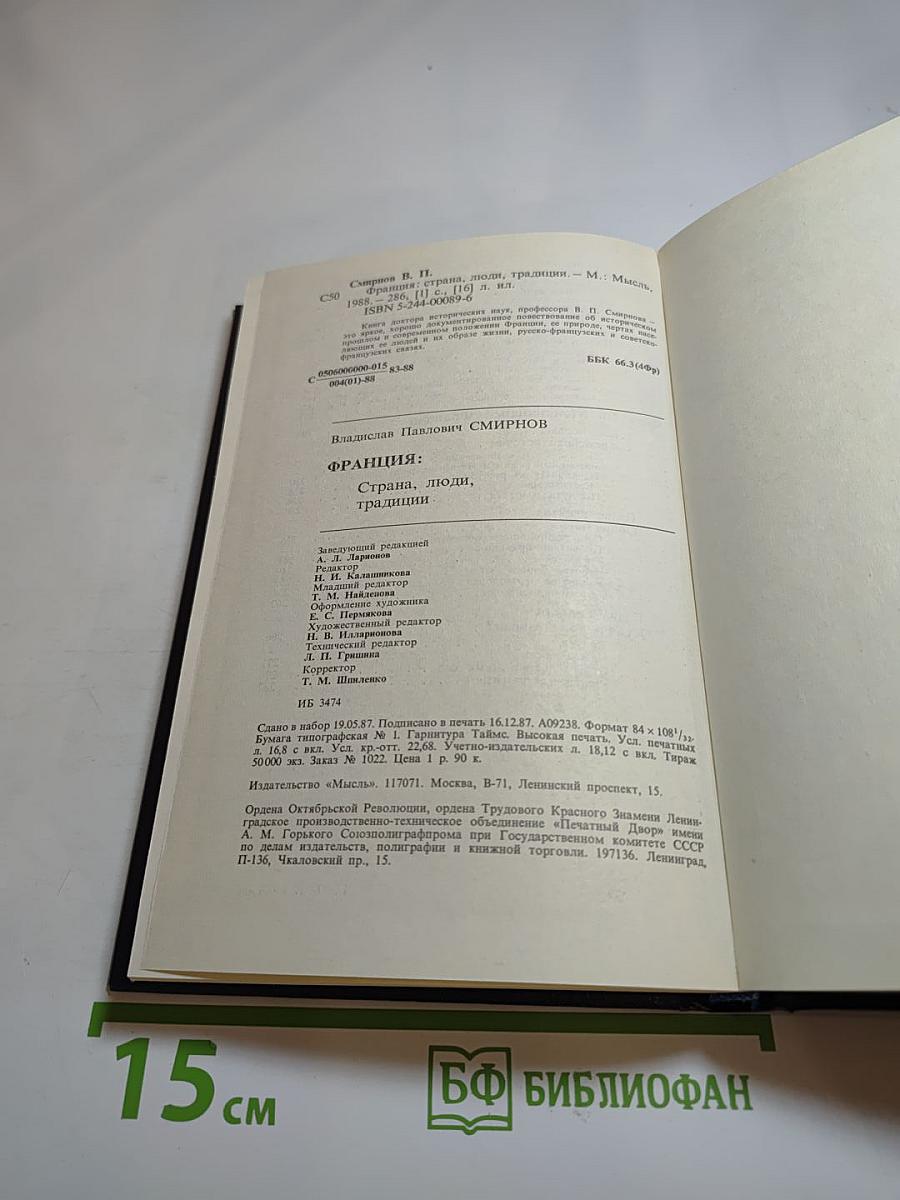 Смирнов В. П.
С50 Франция: страна, люди, традиции. — М.: Мысль,
1988. — 286, [1] с., [16] л. ил.
ISBN 5-244-00089-6
Книга доктора исторических наук, профессора В. П. Смирнова —
это яркое, хорошо документированное повествование об историческом
прошлом и современном положении Франции, ее природе, чертах насе-
ляющих ее людей и их образе жизни, русско-французских и советско-
французских связях.
С 0506000000-015 83-88
004(01)-88
ББК 66.3(4Фр)
Владислав Павлович СМИРНОВ
ФРАНЦИЯ:
Страна, люди,
традиции
Заведующий редакцией
А. Л. Ларионов
Редактор
Н. И. Калашникова
Младший редактор
Т. М. Найденова
Оформление художника
Е. С. Пермякова
Художественный редактор
Н. В. Илларионова
Технический редактор
Л. П. Гришина
Корректор
Т. М. Шпиленко
ИБ 3474
Сдано в набор 19.05.87. Подписано в печать 16.12.87. А09238. Формат 84 × 108¹/₃₂.
Бумага типографская № 1. Гарнитура Таймс. Высокая печать. Усл. печатных
л. 16,8 с вкл. Усл. кр.-отт. 22,68. Учетно-издательских л. 18,12 с вкл. Тираж
50 000 экз. Заказ № 1022. Цена 1 р. 90 к.
Издательство «Мысль». 117071. Москва, В-71, Ленинский проспект, 15.
Ордена Октябрьской Революции, ордена Трудового Красного Знамени Ленин-
градское производственно-техническое объединение «Печатный Двор» имени
А. М. Горького Союзполиграфпрома при Государственном комитете СССР
по делам издательств, полиграфии и книжной торговли. 197136. Ленинград,
П-136, Чкаловский пр., 15.
15 см
БФ БИБЛИОФАН